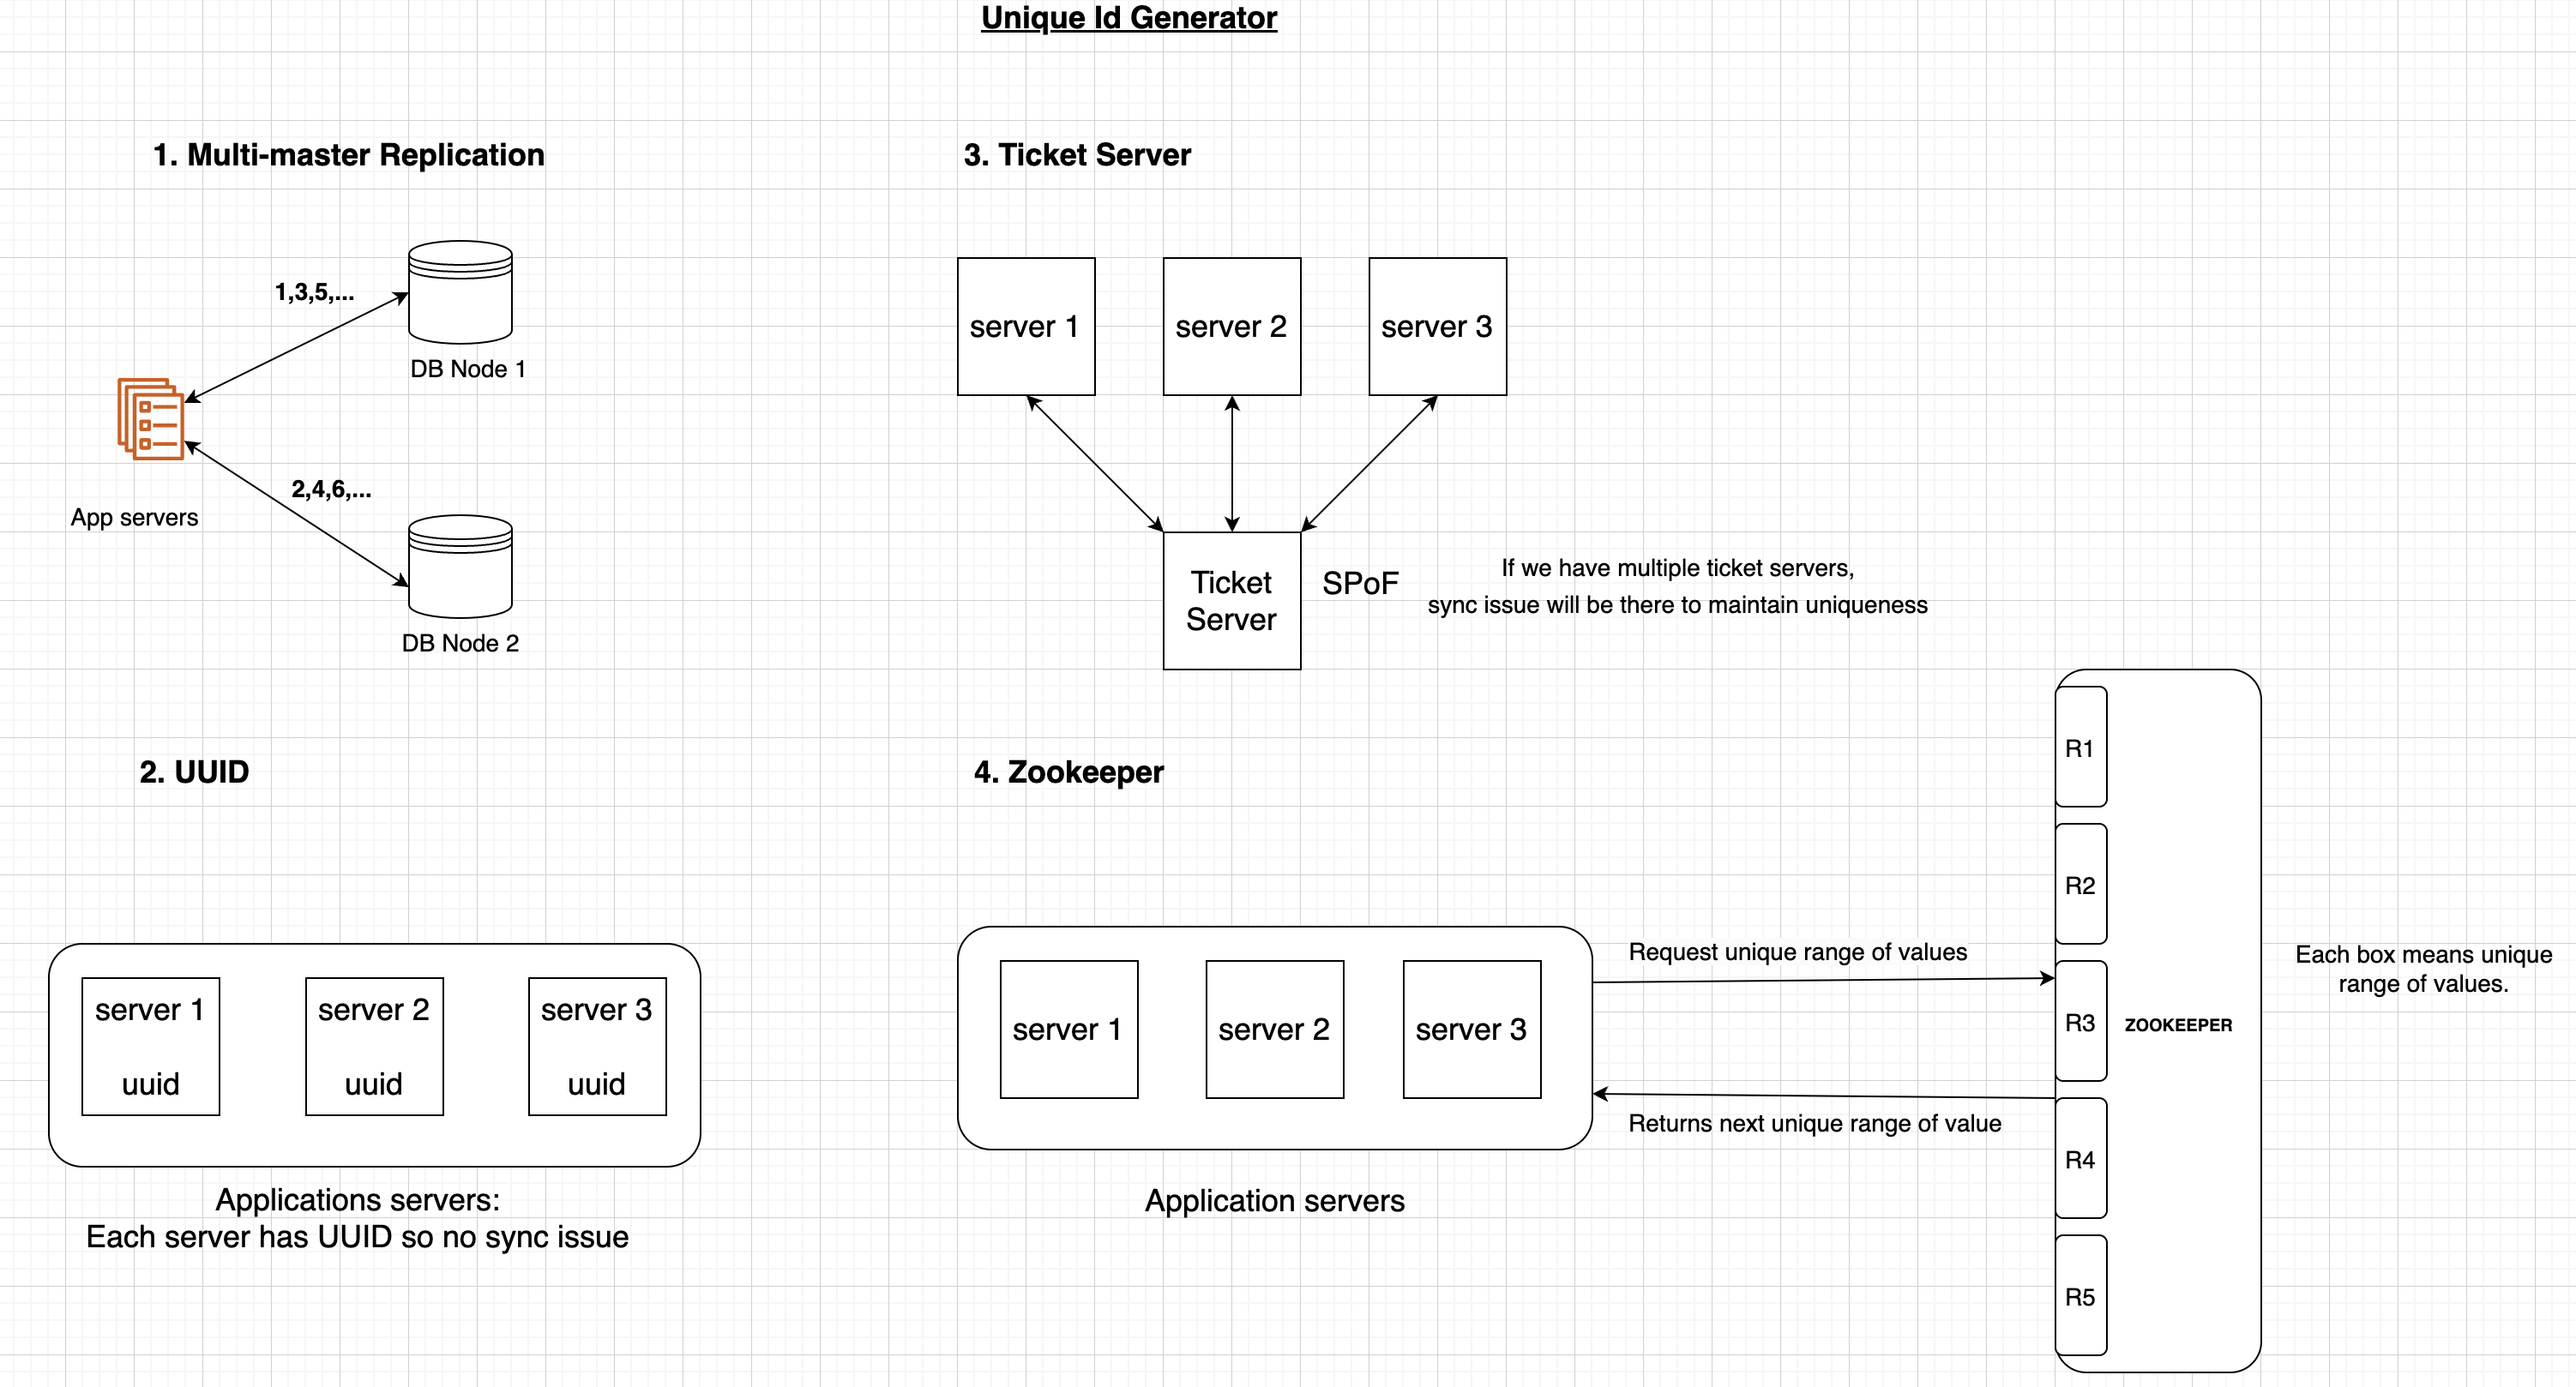 Unique Id Generator
1. Multi-master Replication
1,3,5,...
DB Node 1
2,4,6,...
App servers
DB Node 2
2. UUID
server 1
uuid
server 2
uuid
server 3
uuid
Applications servers:
Each server has UUID so no sync issue
3. Ticket Server
server 1
server 2
server 3
Ticket
Server
SPoF
If we have multiple ticket servers,
sync issue will be there to maintain uniqueness
4. Zookeeper
server 1
server 2
server 3
Application servers
Request unique range of values
Returns next unique range of value
R1
R2
R3
R4
R5
ZOOKEEPER
Each box means unique
range of values.